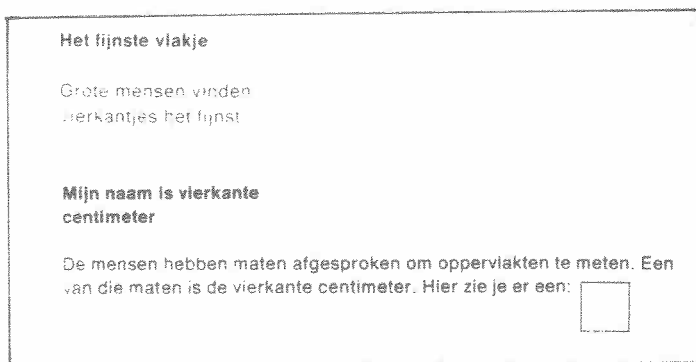 Het fijnste vlakje
Grote mensen vinden
vierkantjes het fijnst
Mijn naam is vierkante
centimeter
De mensen hebben maten afgesproken om oppervlakten te meten. Een
van die maten is de vierkante centimeter. Hier zie je er een: